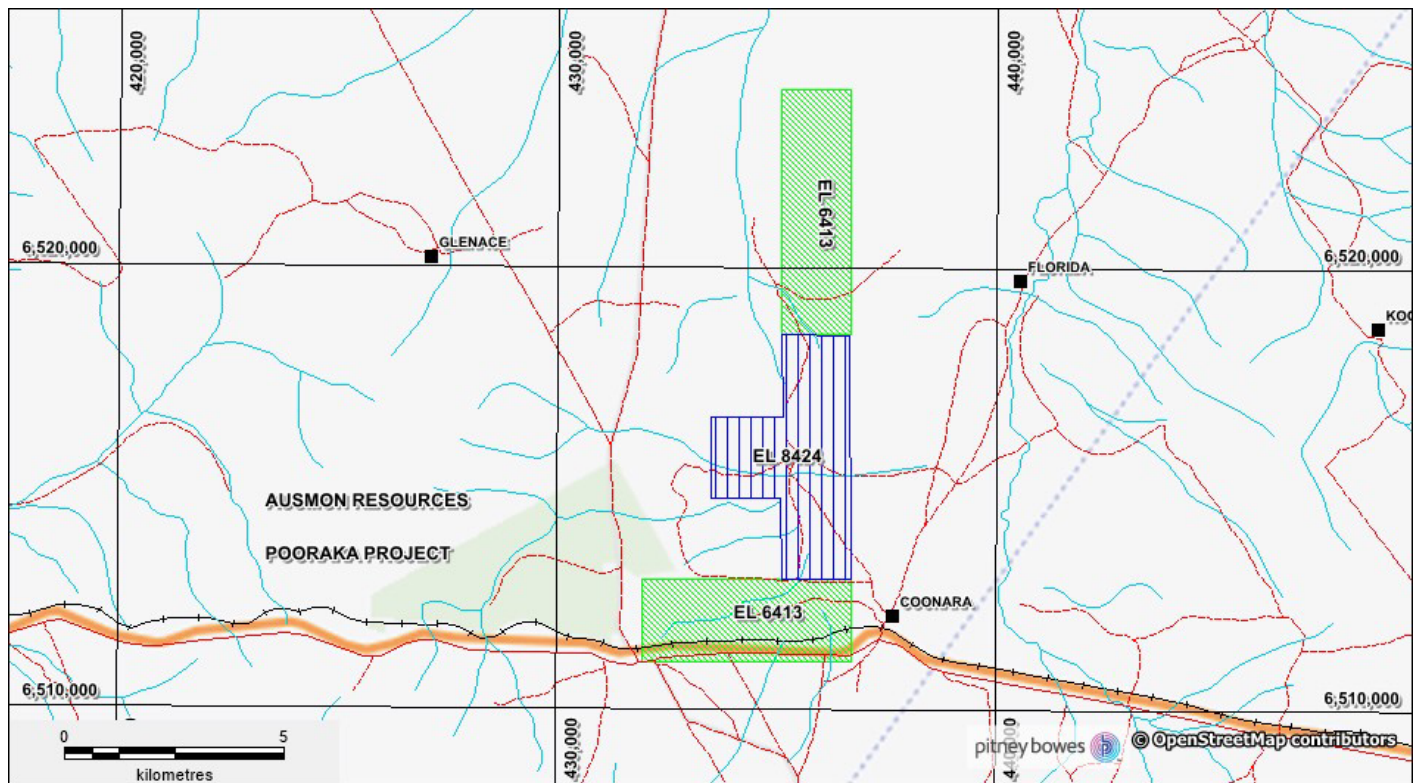 420,000
430,000
440,000
EL 6413
6,520,000
GLENACE
6,520,000
FLORIDA
EL 8424
AUSMON RESOURCES
POORAKA PROJECT
EL 6413
COONARA
6,510,000
6,510,000
0 5
kilometres
430,000
440,000
pitney bowes
© OpenStreetMap contributors